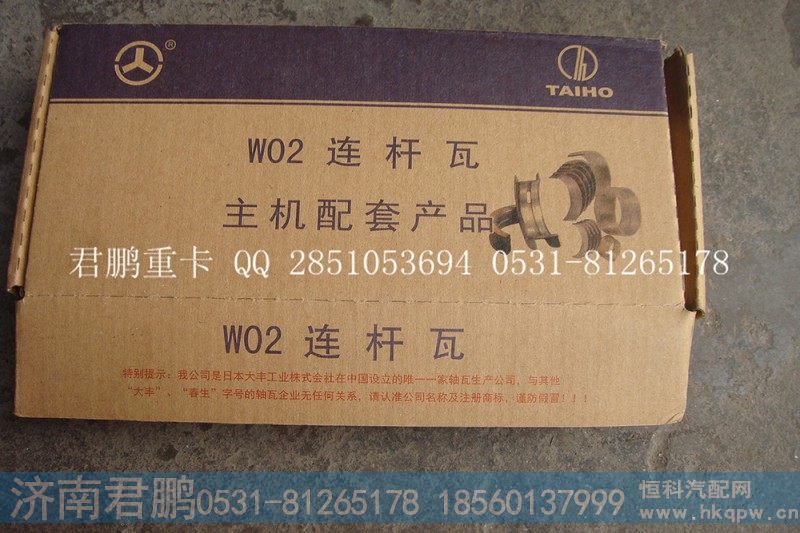 ®
TAIHO
WO2 连杆瓦
主机配套产品
君鹏重卡 QQ 2851053694 0531-81265178
WO2 连杆瓦
特别提示：我公司是日本大丰工业株式会社在中国设立的唯一一家轴瓦生产公司，与其他
“大丰”、“春生”字号的轴瓦企业无任何关系，请认准公司名称及注册商标，谨防假冒！！！
济南君鹏0531-81265178 18560137999
恒科汽配网
www.hkqpw.cn